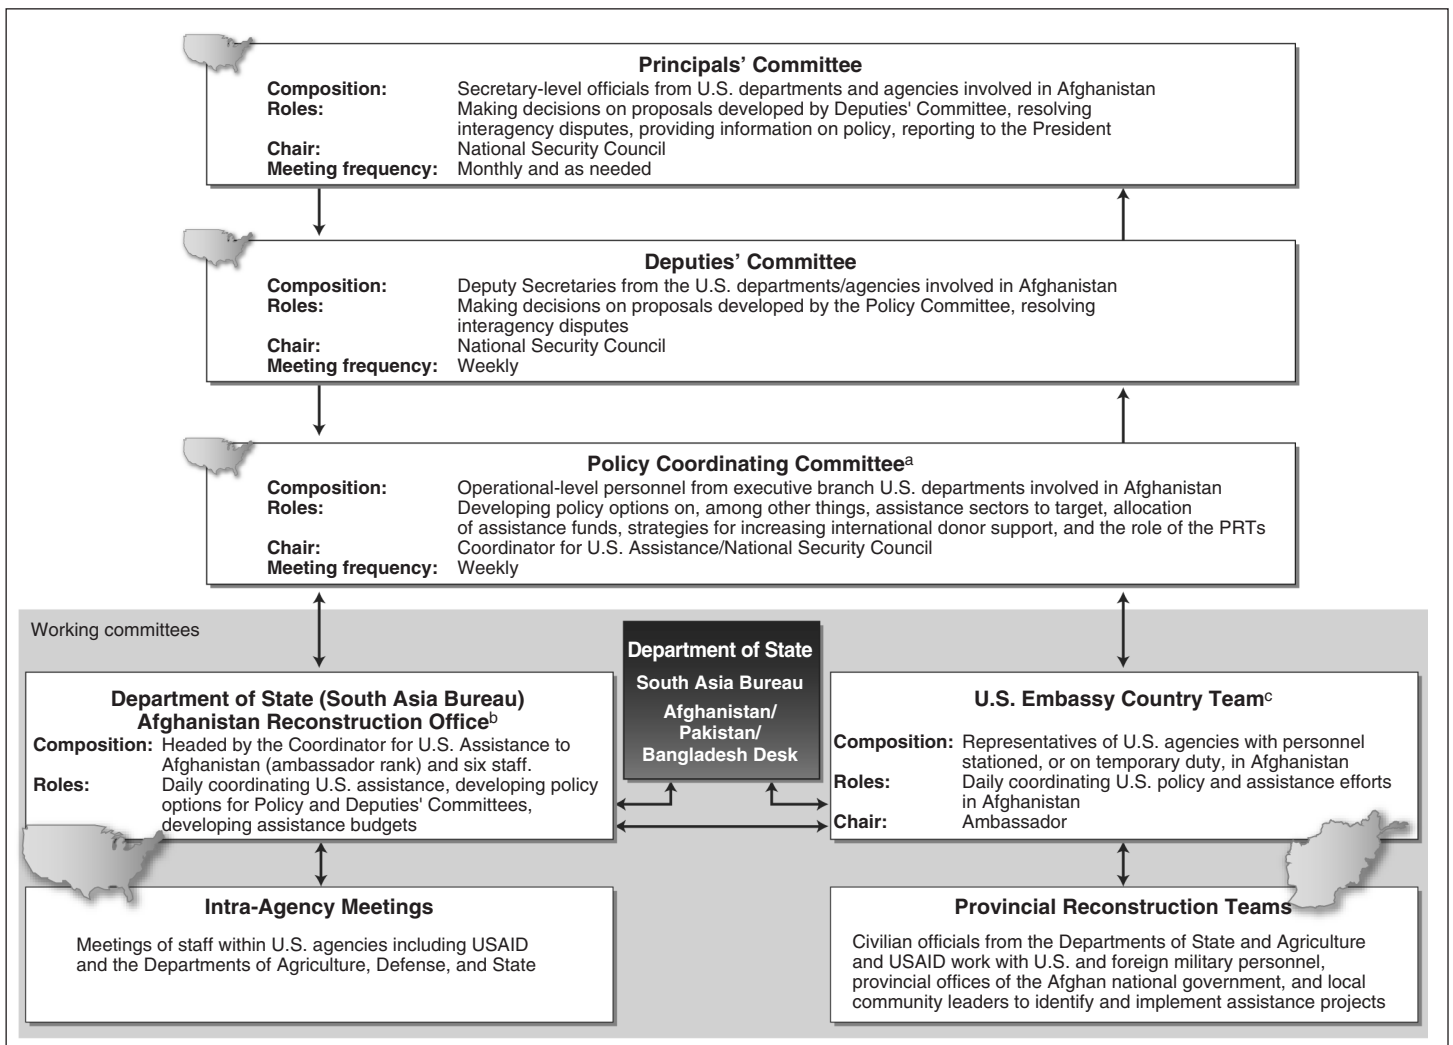 Principals' Committee
Composition: Secretary-level officials from U.S. departments and agencies involved in Afghanistan
Roles: Making decisions on proposals developed by Deputies' Committee, resolving
interagency disputes, providing information on policy, reporting to the President
Chair: National Security Council
Meeting frequency: Monthly and as needed
Deputies' Committee
Composition: Deputy Secretaries from the U.S. departments/agencies involved in Afghanistan
Roles: Making decisions on proposals developed by the Policy Committee, resolving
interagency disputes
Chair: National Security Council
Meeting frequency: Weekly
Policy Coordinating Committeeᵃ
Composition: Operational-level personnel from executive branch U.S. departments involved in Afghanistan
Roles: Developing policy options on, among other things, assistance sectors to target, allocation
of assistance funds, strategies for increasing international donor support, and the role of the PRTs
Chair: Coordinator for U.S. Assistance/National Security Council
Meeting frequency: Weekly
Working committees
Department of State (South Asia Bureau)
Afghanistan Reconstruction Officeᵇ
Composition: Headed by the Coordinator for U.S. Assistance to
Afghanistan (ambassador rank) and six staff.
Roles: Daily coordinating U.S. assistance, developing policy
options for Policy and Deputies' Committees,
developing assistance budgets
Department of State
South Asia Bureau
Afghanistan/
Pakistan/
Bangladesh Desk
U.S. Embassy Country Teamᶜ
Composition: Representatives of U.S. agencies with personnel
stationed, or on temporary duty, in Afghanistan
Roles: Daily coordinating U.S. policy and assistance efforts
in Afghanistan
Chair: Ambassador
Intra-Agency Meetings
Meetings of staff within U.S. agencies including USAID
and the Departments of Agriculture, Defense, and State
Provincial Reconstruction Teams
Civilian officials from the Departments of State and Agriculture
and USAID work with U.S. and foreign military personnel,
provincial offices of the Afghan national government, and local
community leaders to identify and implement assistance projects